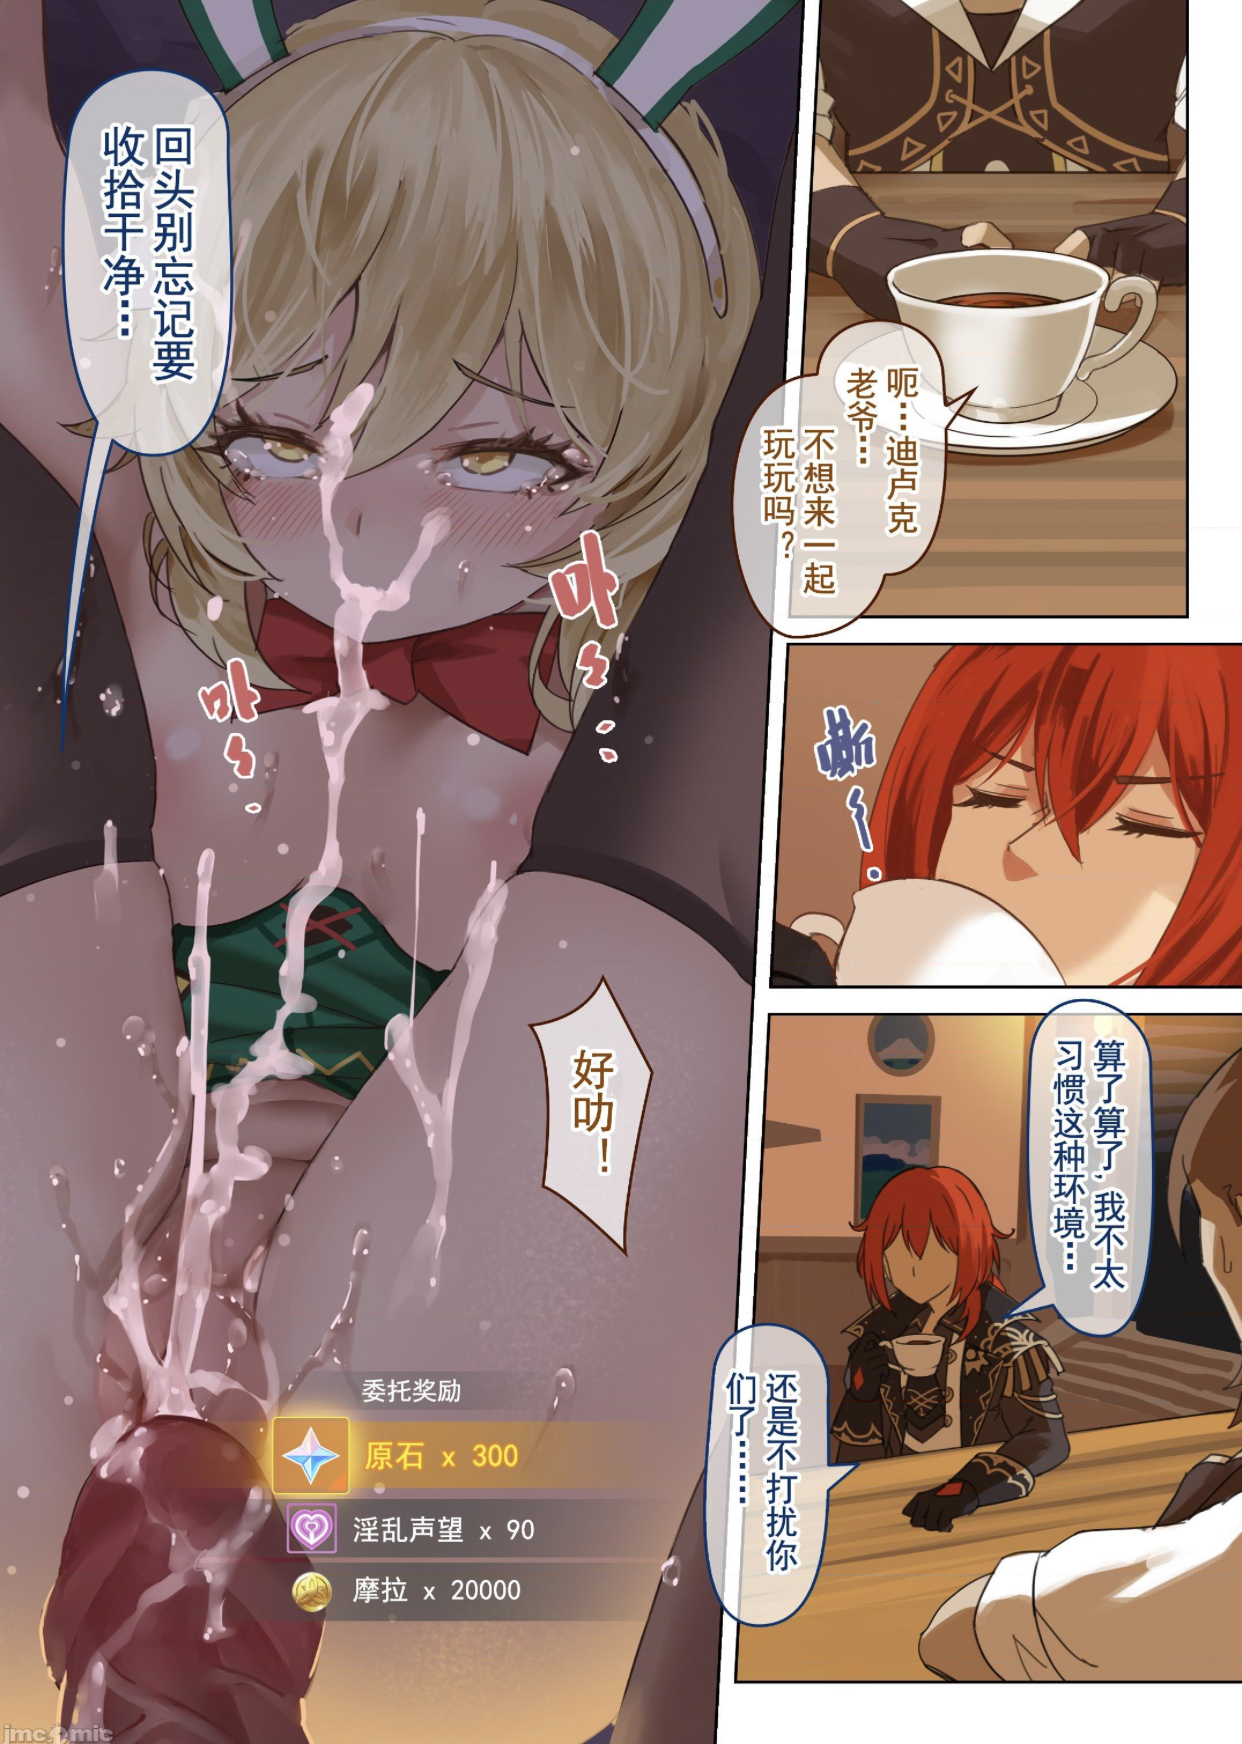 呃…迪卢克
老爷…
不想来一起
玩玩吗?
嘶~~
算了算了,我不太
习惯这种环境…
还是不打扰你
们了……
回头别忘记要
收拾干净…
好叻!
委托奖励
原石 x 300
淫乱声望 x 90
摩拉 x 20000
jmcomic